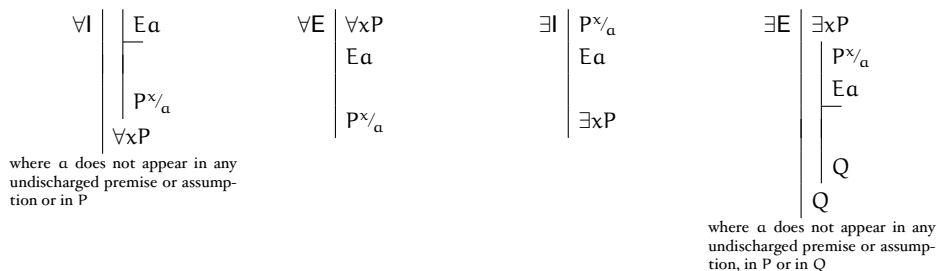 ∀I Ea
Pˣ⁄ₐ
∀xP
where a does not appear in any
undischarged premise or assump-
tion or in P
∀E ∀xP
Ea
Pˣ⁄ₐ
∃I Pˣ⁄ₐ
Ea
∃xP
∃E ∃xP
Pˣ⁄ₐ
Ea
Q
Q
where a does not appear in any
undischarged premise or assump-
tion, in P or in Q